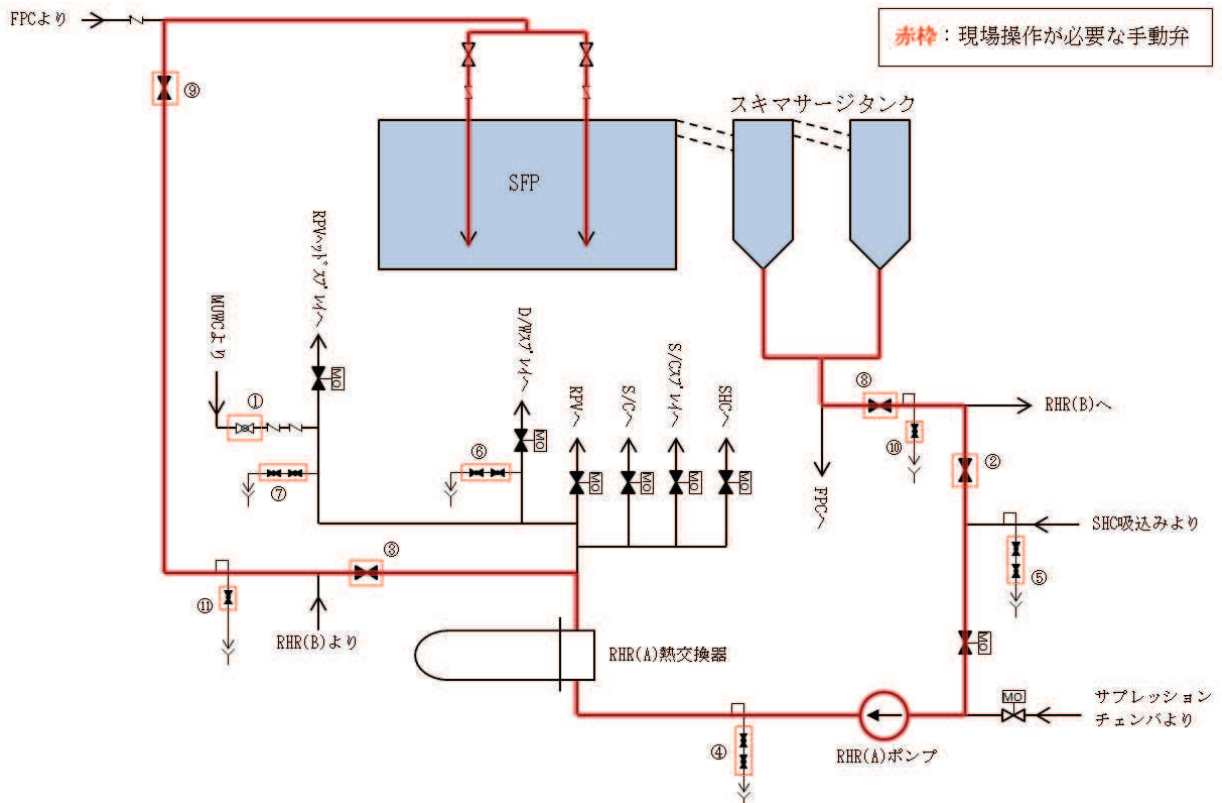 FPCより
赤枠：現場操作が必要な手動弁
⑨
スキマサージタンク
SFP
RPVヘッドスプレイへ
MUWCより
D/Wスプレイへ
RPVへ
S/Cへ
S/Cスプレイへ
SHCへ
MO
①
⑧
RHR(B)へ
⑩
②
⑥
MO
⑦
MO
MO
MO
MO
FPCへ
SHC吸込みより
③
⑤
⑪
RHR(B)より
RHR(A)熱交換器
MO
MO
サプレッション
チェンバより
④
RHR(A)ポンプ